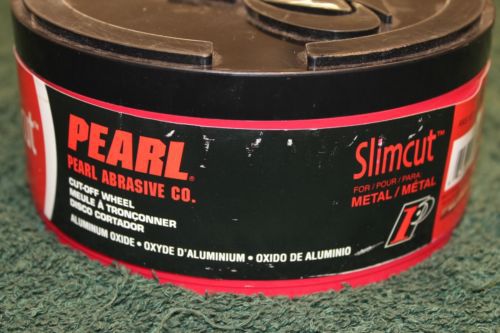 cut™
PEARL®
PEARL ABRASIVE CO.
CUT-OFF WHEEL
MEULE À TRONÇONNER
DISCO CORTADOR
ALUMINUM OXIDE • OXYDE D'ALUMINIUM • OXIDO DE ALUMINIO
Slimcut™
FOR / POUR / PARA
METAL / MÉTAL
P